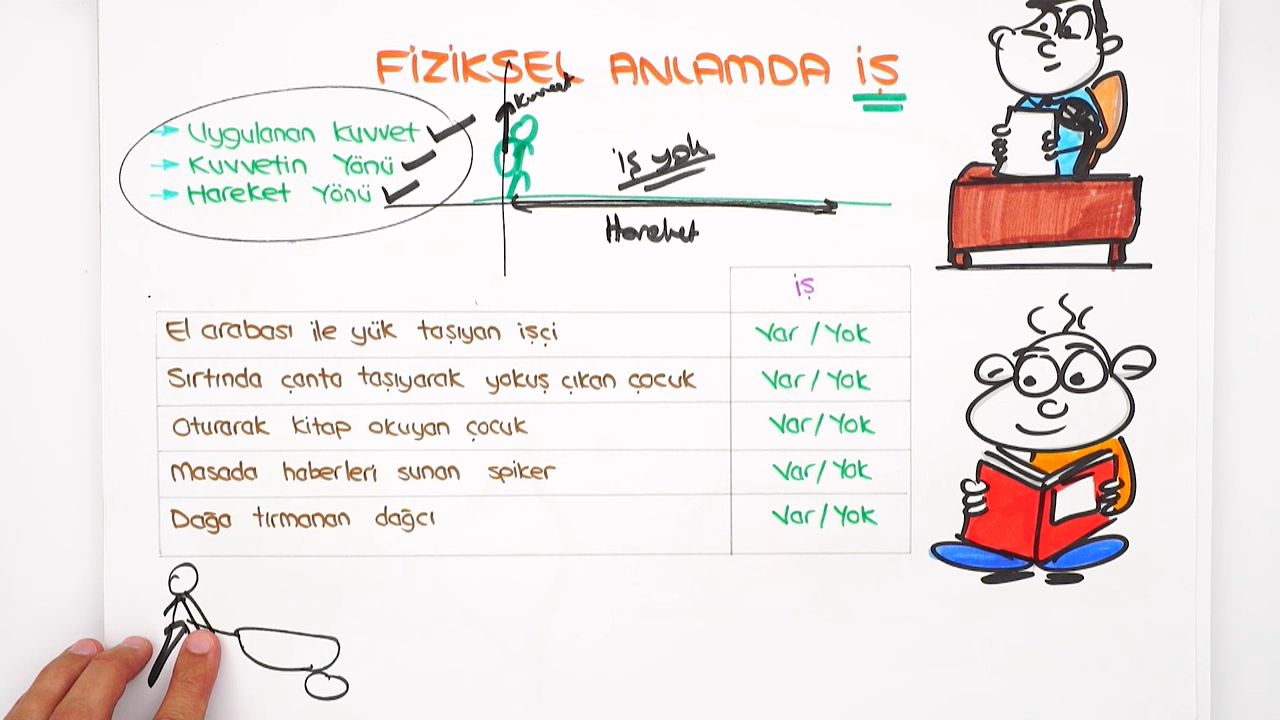 FİZİKSEL ANLAMDA İŞ
Kuvvet
→ Uygulanan Kuvvet
→ Kuvvetin Yönü
→ Hareket Yönü
iş yok
Hareket
iş
El arabası ile yük taşıyan işçi Var / Yok
Sırtında çanta taşıyarak yokuş çıkan çocuk Var / Yok
Oturarak kitap okuyan çocuk Var / Yok
Masada haberleri sunan spiker Var / Yok
Dağa tırmanan dağcı Var / Yok